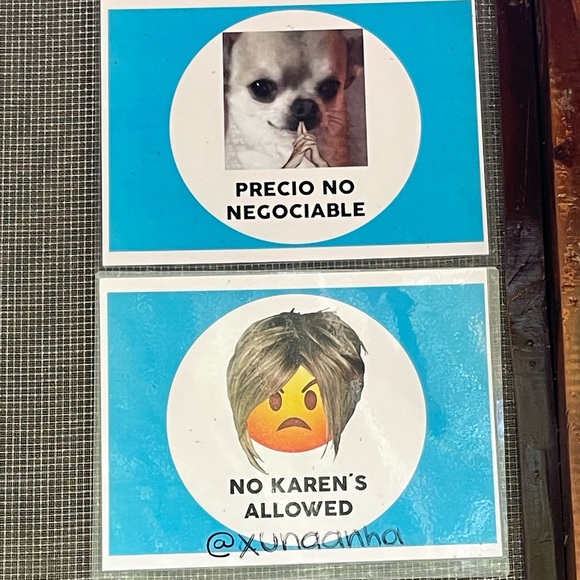 PRECIO NO
NEGOCIABLE
NO KAREN´S
ALLOWED
@xunaanha